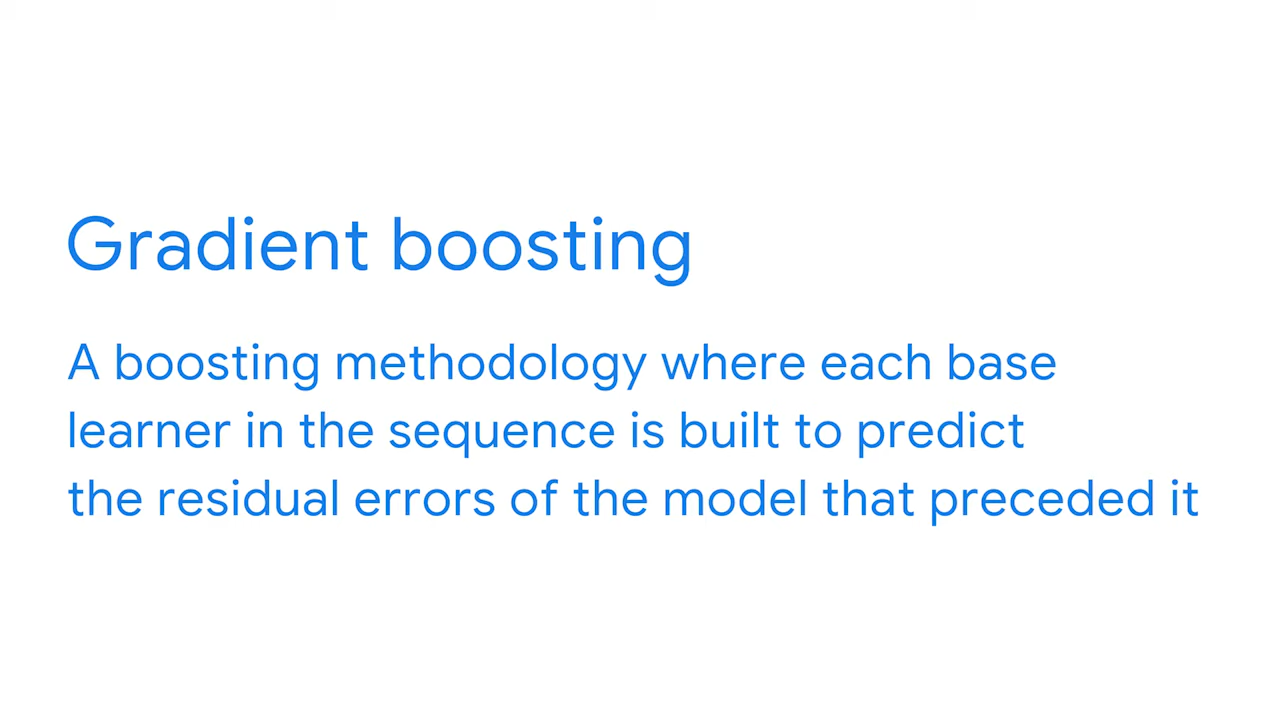 Gradient boosting
A boosting methodology where each base
learner in the sequence is built to predict
the residual errors of the model that preceded it